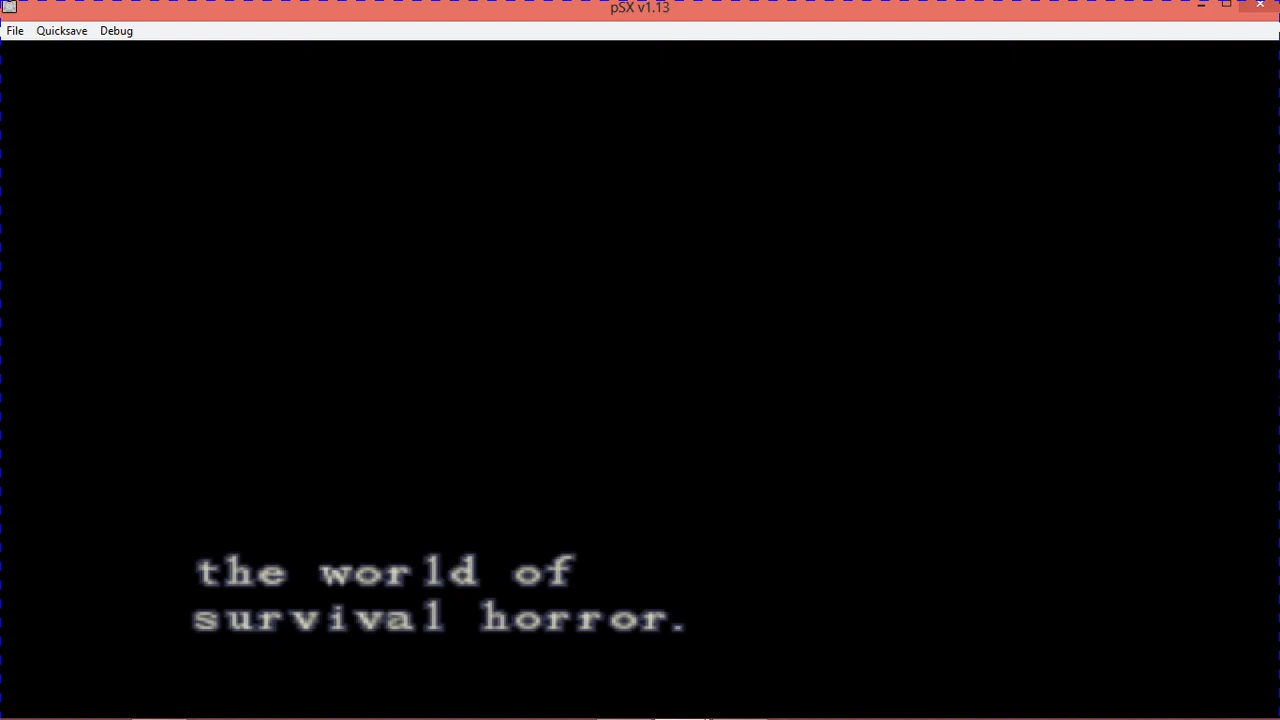 pSX v1.13
File Quicksave Debug
the world of
survival horror.